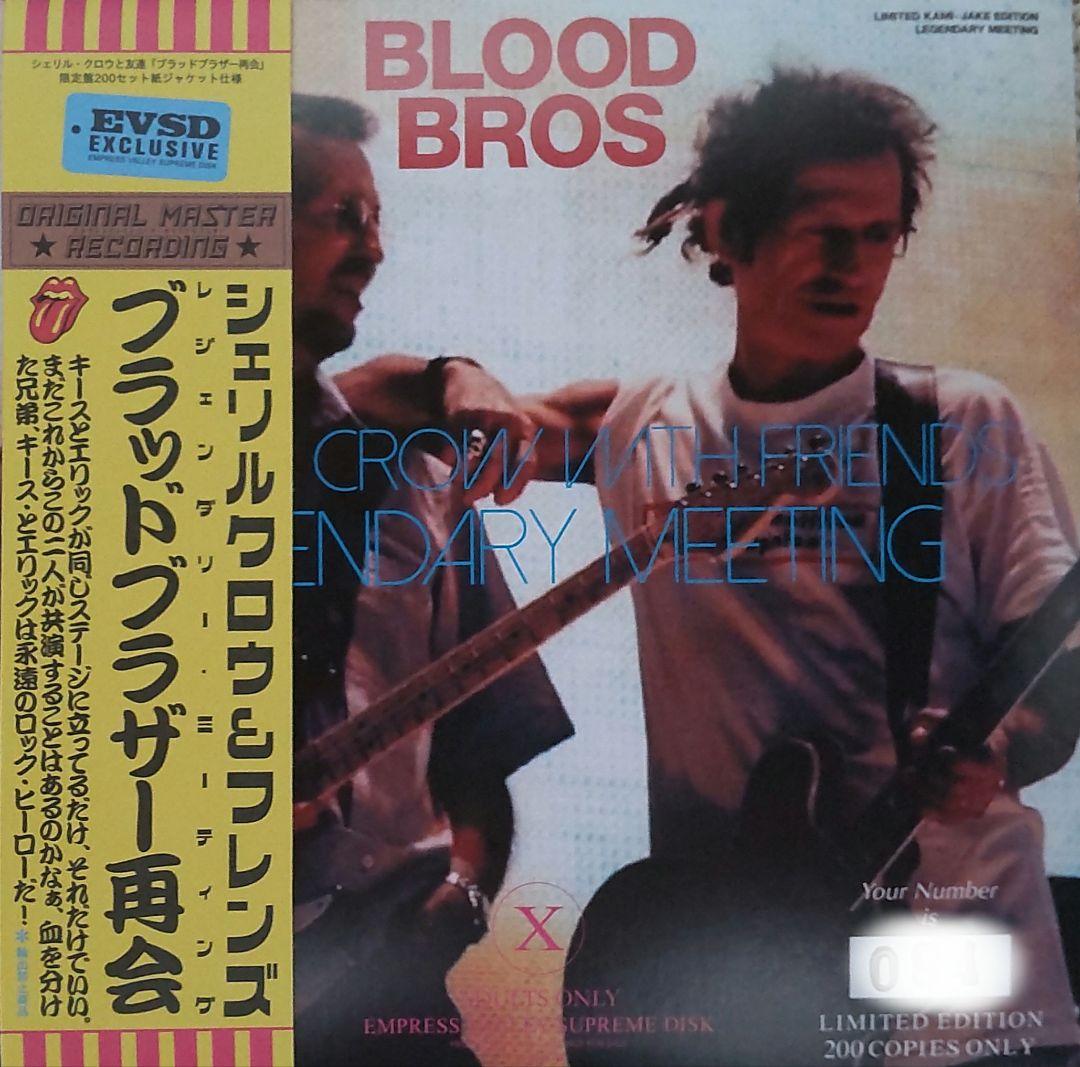 シェリル・クロウと友達「ブラッドブラザー再会」
限定盤200セット紙ジャケット仕様
EVSD
EXCLUSIVE
EMPRESS VALLEY SUPREME DISK
ORIGINAL MASTER
★ RECORDING ★
シェリルクロウ&フレンズ
レジェンダリー・ミーティング
ブラッドブラザー再会
キースとエリックが同じステージに立ってるだけ、それだけでいい。
まだこれからこの二人が共演することはあるのかなぁ、血を分け
た兄弟、キース・とエリックは永遠のロック・ヒーローだ！
LIMITED KAMI-JAKE EDITION
LEGENDARY MEETING
BLOOD
BROS
CROW WITH FRIENDS
ENDARY MEETING
X
ADULTS ONLY
EMPRESS VALLEY SUPREME DISK
Your Number
is
LIMITED EDITION
200 COPIES ONLY